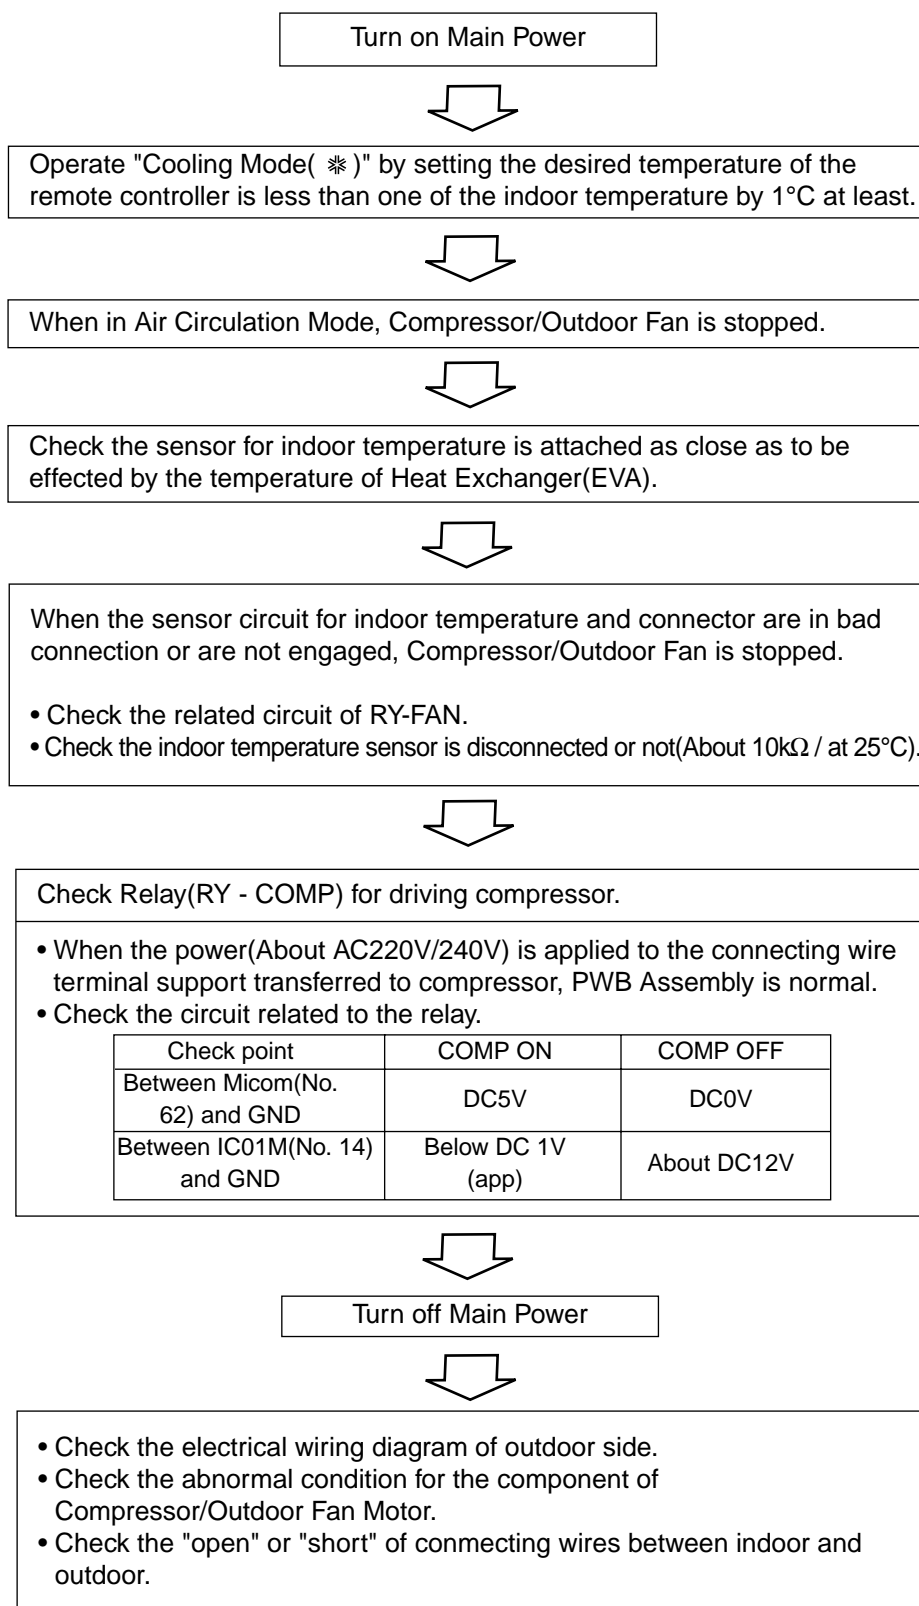 Turn on Main Power
Operate "Cooling Mode( ❊ )" by setting the desired temperature of the
remote controller is less than one of the indoor temperature by 1°C at least.
When in Air Circulation Mode, Compressor/Outdoor Fan is stopped.
Check the sensor for indoor temperature is attached as close as to be
effected by the temperature of Heat Exchanger(EVA).
When the sensor circuit for indoor temperature and connector are in bad
connection or are not engaged, Compressor/Outdoor Fan is stopped.
• Check the related circuit of RY-FAN.
• Check the indoor temperature sensor is disconnected or not(About 10kΩ / at 25°C).
Check Relay(RY - COMP) for driving compressor.
• When the power(About AC220V/240V) is applied to the connecting wire
terminal support transferred to compressor, PWB Assembly is normal.
• Check the circuit related to the relay.
Check point COMP ON COMP OFF
Between Micom(No.
62) and GND DC5V DC0V
Between IC01M(No. 14)
and GND Below DC 1V
(app) About DC12V
Turn off Main Power
• Check the electrical wiring diagram of outdoor side.
• Check the abnormal condition for the component of
Compressor/Outdoor Fan Motor.
• Check the "open" or "short" of conmecting wires between indoor and
outdoor.